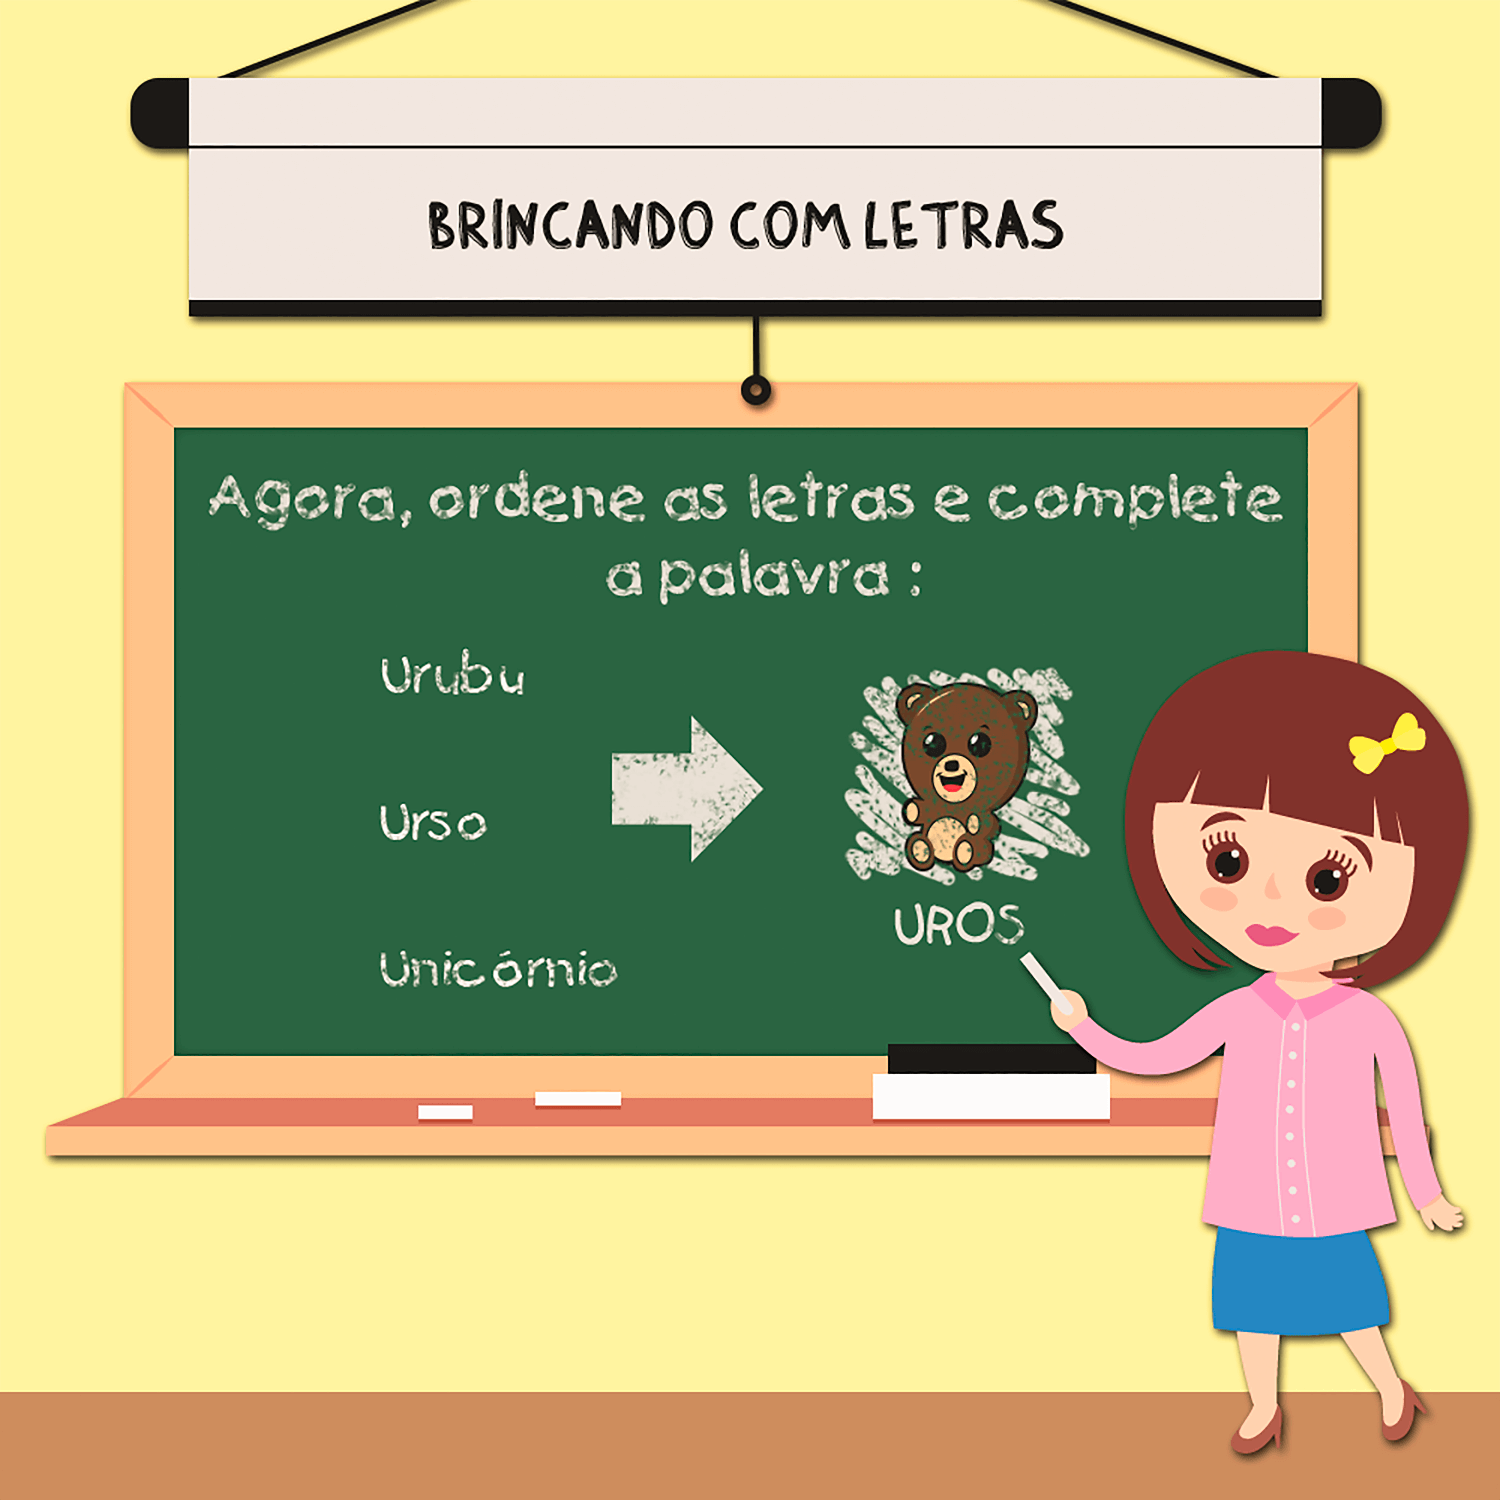 BRINCANDO COM LETRAS
Agora, ordene as letras e complete
a palavra :
Urubu
Urso
Unicórnio
UROS